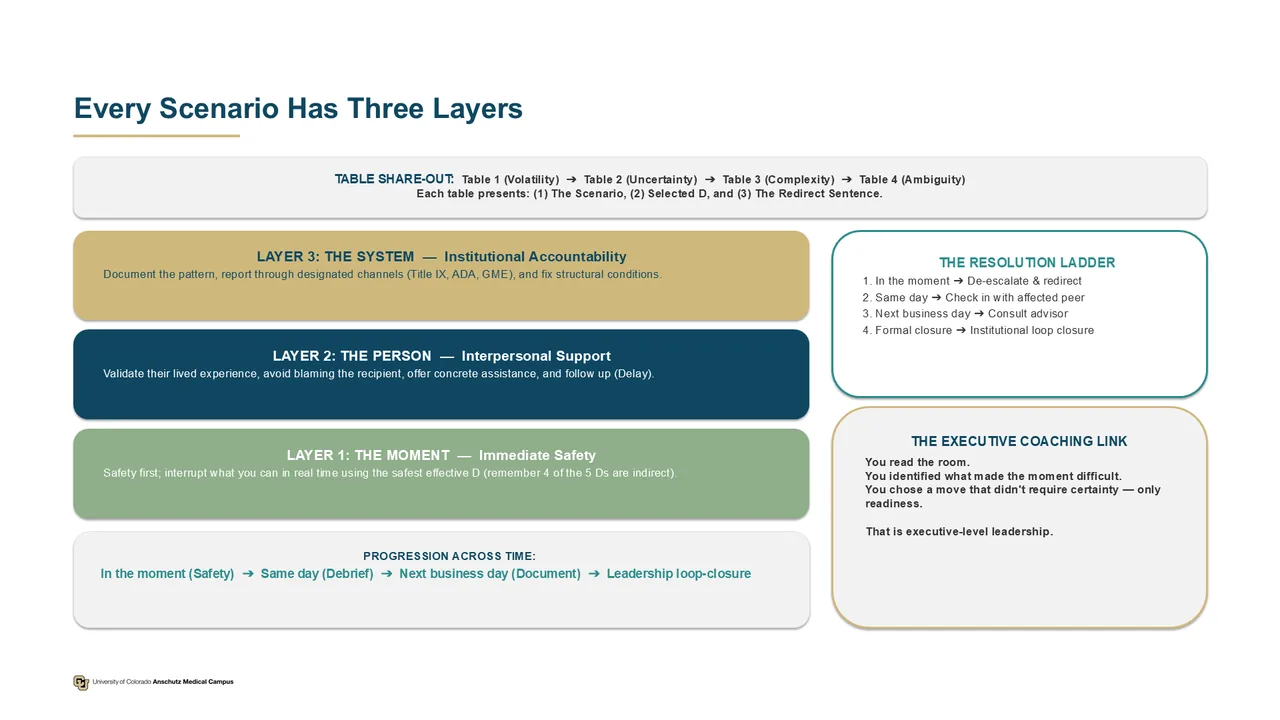 Every Scenario Has Three Layers
TABLE SHARE-OUT: Table 1 (Volatility) ➔ Table 2 (Uncertainty) ➔ Table 3 (Complexity) ➔ Table 4 (Ambiguity)
Each table presents: (1) The Scenario, (2) Selected D, and (3) The Redirect Sentence.
LAYER 3: THE SYSTEM — Institutional Accountability
Document the pattern, report through designated channels (Title IX, ADA, GME), and fix structural conditions.
LAYER 2: THE PERSON — Interpersonal Support
Validate their lived experience, avoid blaming the recipient, offer concrete assistance, and follow up (Delay).
LAYER 1: THE MOMENT — Immediate Safety
Safety first; interrupt what you can in real time using the safest effective D (remember 4 of the 5 Ds are indirect).
PROGRESSION ACROSS TIME:
In the moment (Safety) ➔ Same day (Debrief) ➔ Next business day (Document) ➔ Leadership loop-closure
THE RESOLUTION LADDER
1. In the moment ➔ De-escalate & redirect
2. Same day ➔ Check in with affected peer
3. Next business day ➔ Consult advisor
4. Formal closure ➔ Institutional loop closure
THE EXECUTIVE COACHING LINK
You read the room.
You identified what made the moment difficult.
You chose a move that didn't require certainty — only
readiness.
That is executive-level leadership.
CU University of Colorado Anschutz Medical Campus